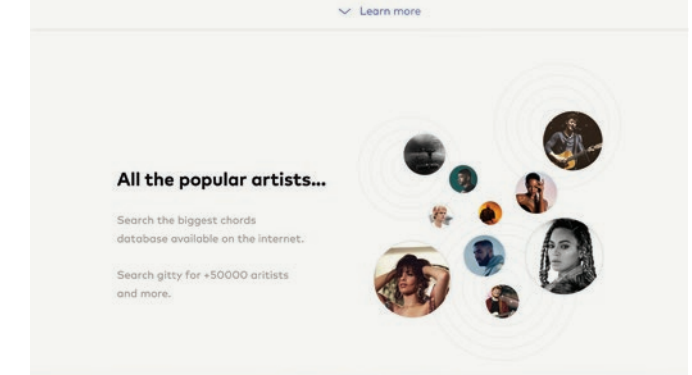 Learn more
All the popular artists...
Search the biggest chords
database available on the internet.
Search gitty for +50000 aritists
and more.